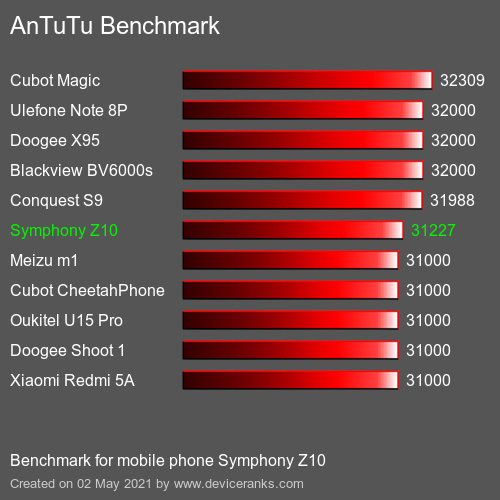 AnTuTu Benchmark
Cubot Magic 32309
Ulefone Note 8P 32000
Doogee X95 32000
Blackview BV6000s 32000
Conquest S9 31988
Symphony Z10 31227
Meizu m1 31000
Cubot CheetahPhone 31000
Oukitel U15 Pro 31000
Doogee Shoot 1 31000
Xiaomi Redmi 5A 31000
Benchmark for mobile phone Symphony Z10
Created on 02 May 2021 by www.deviceranks.com